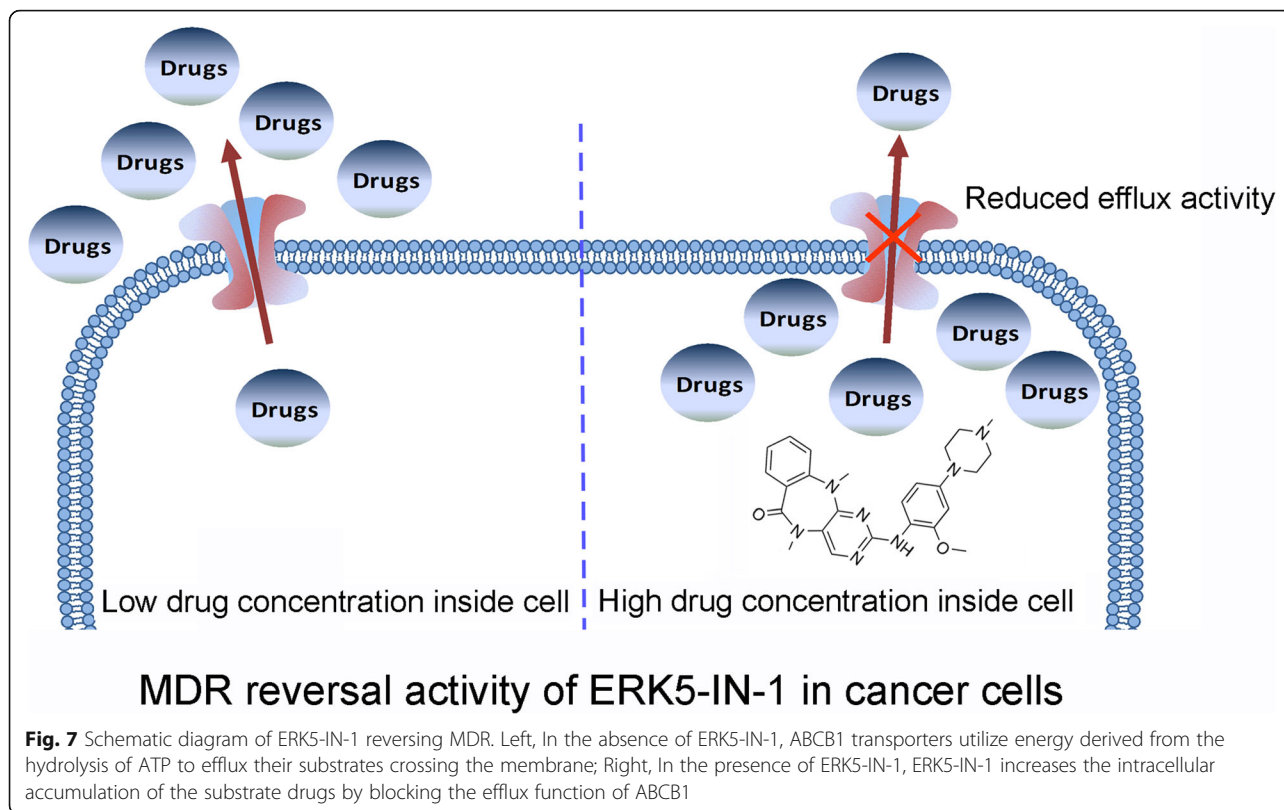 Drugs
Drugs
Drugs
Drugs
Drugs
Drugs
Drugs
Reduced efflux activity
Drugs
Drugs
Drugs
Drugs
Drugs
N
N
N
O
N
N
N
N
N
H
O
Low drug concentration inside cell
High drug concentration inside cell
MDR reversal activity of ERK5-IN-1 in cancer cells
Fig. 7 Schematic diagram of ERK5-IN-1 reversing MDR. Left, In the absence of ERK5-IN-1, ABCB1 transporters utilize energy derived from the
hydrolysis of ATP to efflux their substrates crossing the membrane; Right, In the presence of ERK5-IN-1, ERK5-IN-1 increases the intracellular
accumulation of the substrate drugs by blocking the efflux function of ABCB1